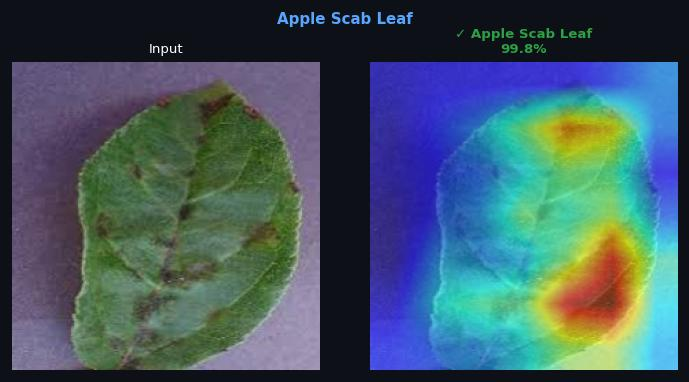 Apple Scab Leaf
Input
✓ Apple Scab Leaf
99.8%